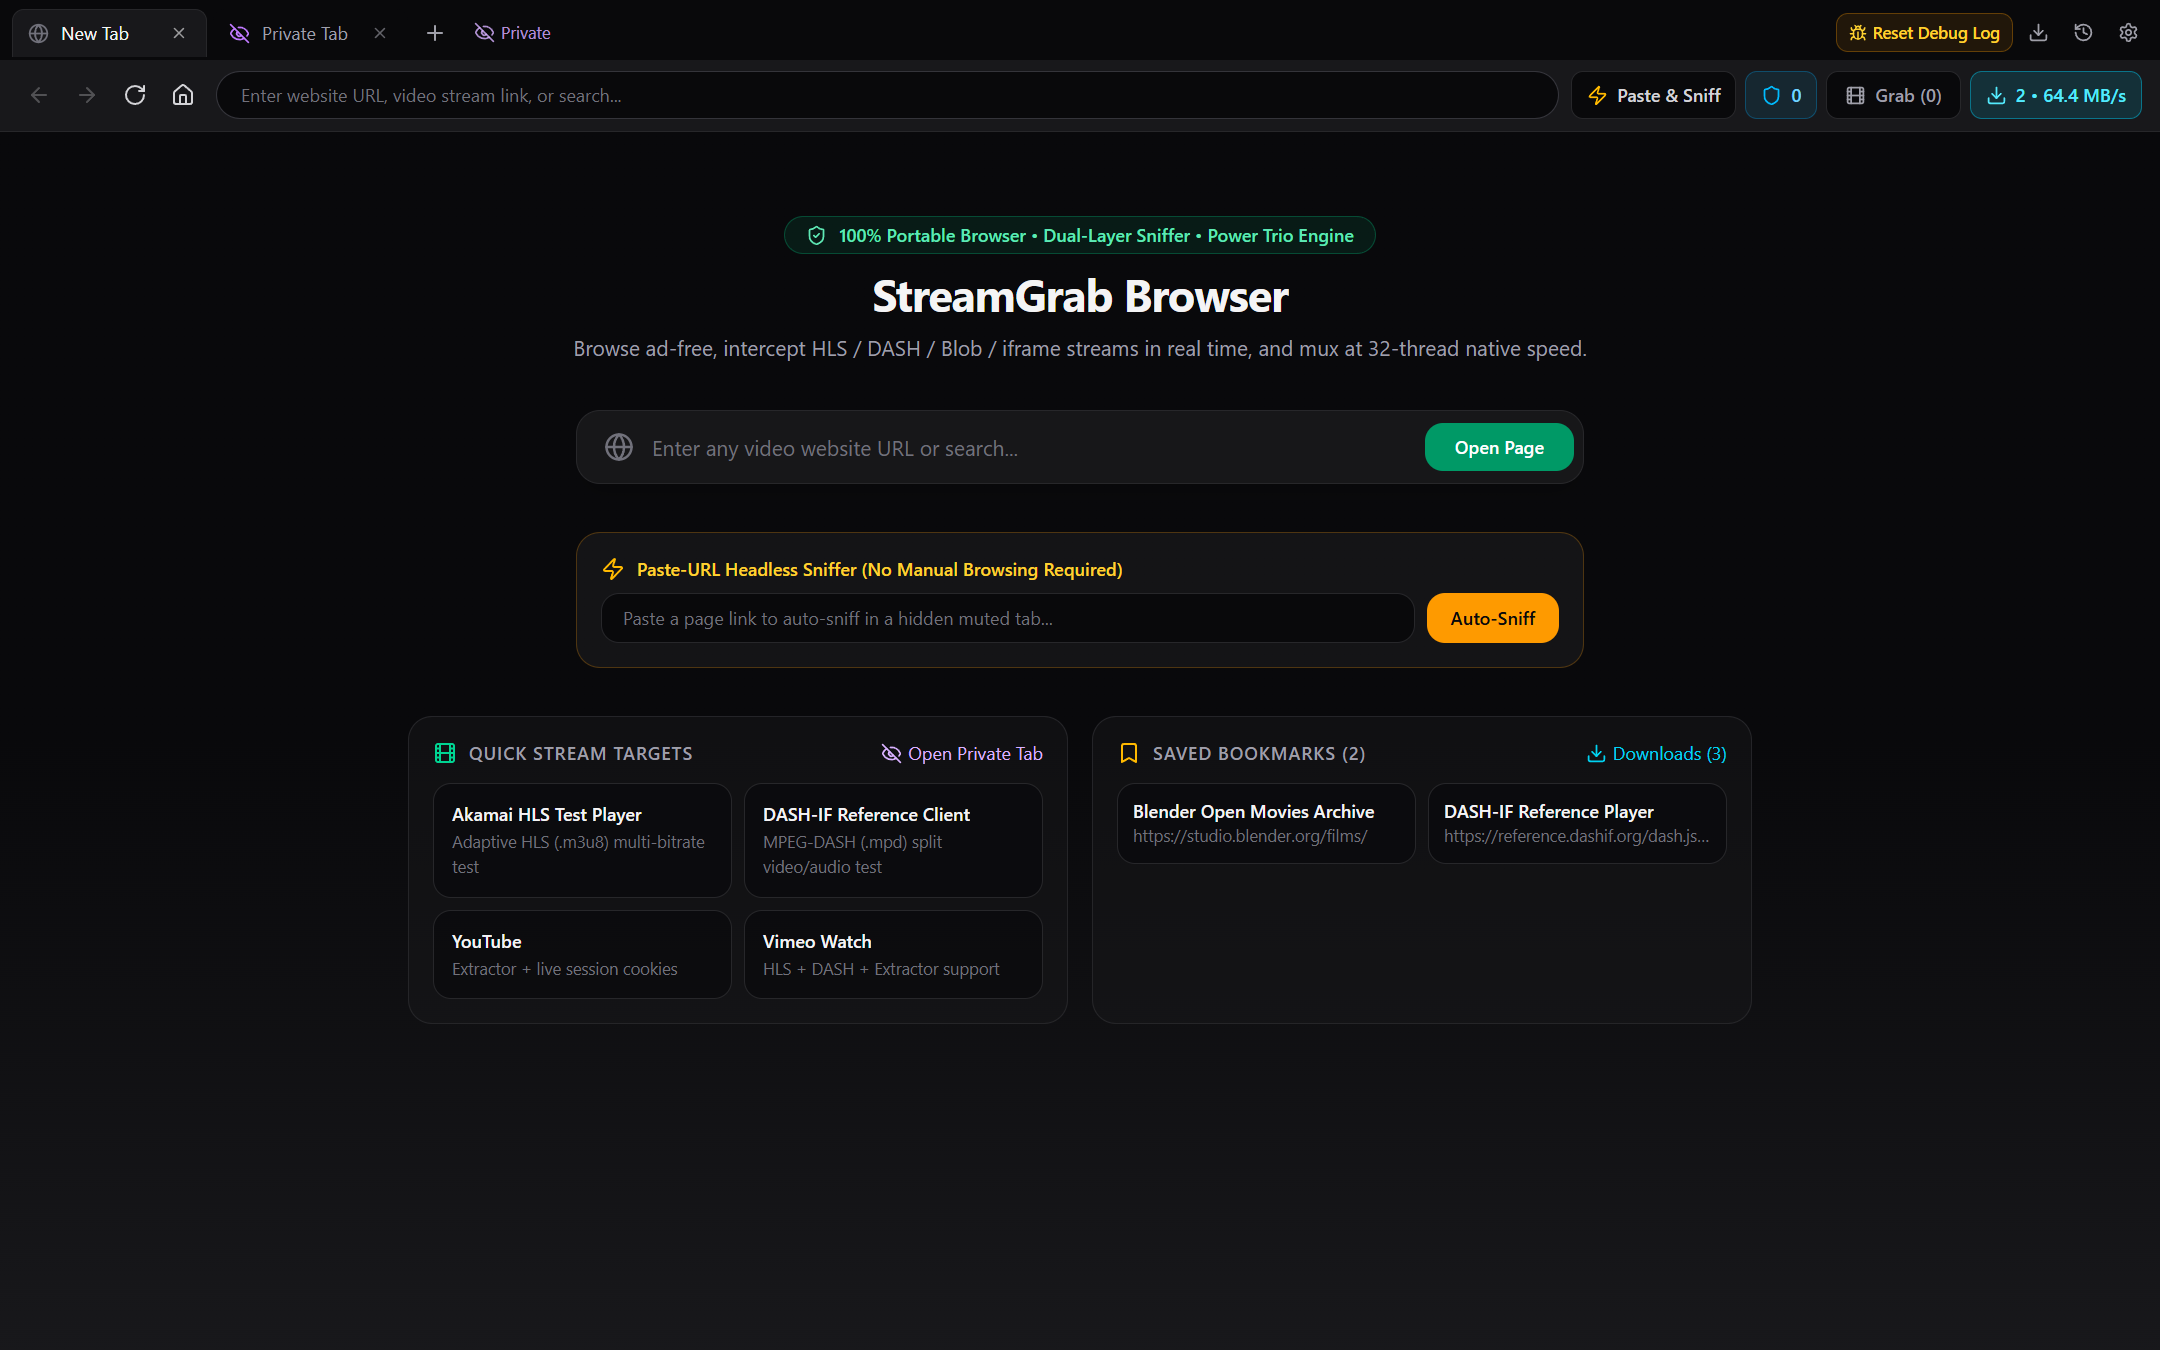 New Tab
Private Tab
Private
Reset Debug Log
Enter website URL, video stream link, or search...
Paste & Sniff
0
Grab (0)
2 • 64.4 MB/s
100% Portable Browser • Dual-Layer Sniffer • Power Trio Engine
StreamGrab Browser
Browse ad-free, intercept HLS / DASH / Blob / iframe streams in real time, and mux at 32-thread native speed.
Enter any video website URL or search...
Open Page
Paste-URL Headless Sniffer (No Manual Browsing Required)
Paste a page link to auto-sniff in a hidden muted tab...
Auto-Sniff
QUICK STREAM TARGETS
Open Private Tab
Akamai HLS Test Player
Adaptive HLS (.m3u8) multi-bitrate
test
DASH-IF Reference Client
MPEG-DASH (.mpd) split
video/audio test
YouTube
Extractor + live session cookies
Vimeo Watch
HLS + DASH + Extractor support
SAVED BOOKMARKS (2)
Downloads (3)
Blender Open Movies Archive
https://studio.blender.org/films/
DASH-IF Reference Player
https://reference.dashif.org/dash.js...